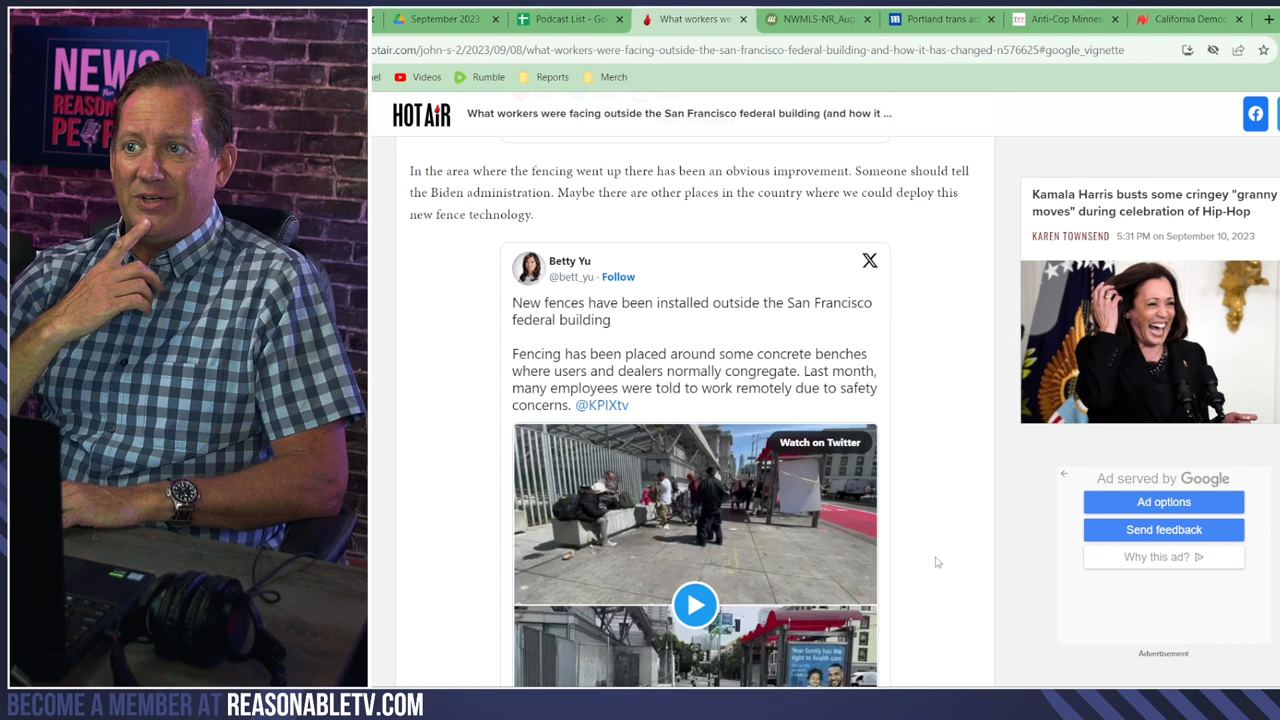 NEWS
REASON
PE P
September 2023
Podcast List - Goo
What workers we
NWMLS-NR_Aug
Portland trans act
Anti-Cop Minnes
California Democ
otair.com/john-s-2/2023/09/08/what-workers-were-facing-outside-the-san-francisco-federal-building-and-how-it-has-changed-n576625#google_vignette
el
Videos
Rumble
Reports
Merch
HOT AIR
What workers were facing outside the San Francisco federal building (and how it ...
In the area where the fencing went up there has been an obvious improvement. Someone should tell
the Biden administration. Maybe there are other places in the country where we could deploy this
new fence technology.
Betty Yu
@bett_yu · Follow
New fences have been installed outside the San Francisco
federal building
Fencing has been placed around some concrete benches
where users and dealers normally congregate. Last month,
many employees were told to work remotely due to safety
concerns. @KPIXtv
Watch on Twitter
Your family has the
right to health care
Kamala Harris busts some cringey "granny
moves" during celebration of Hip-Hop
KAREN TOWNSEND 5:31 PM on September 10, 2023
Ad served by Google
Ad options
Send feedback
Why this ad?
Advertisement
BECOME A MEMBER AT REASONABLETV.COM